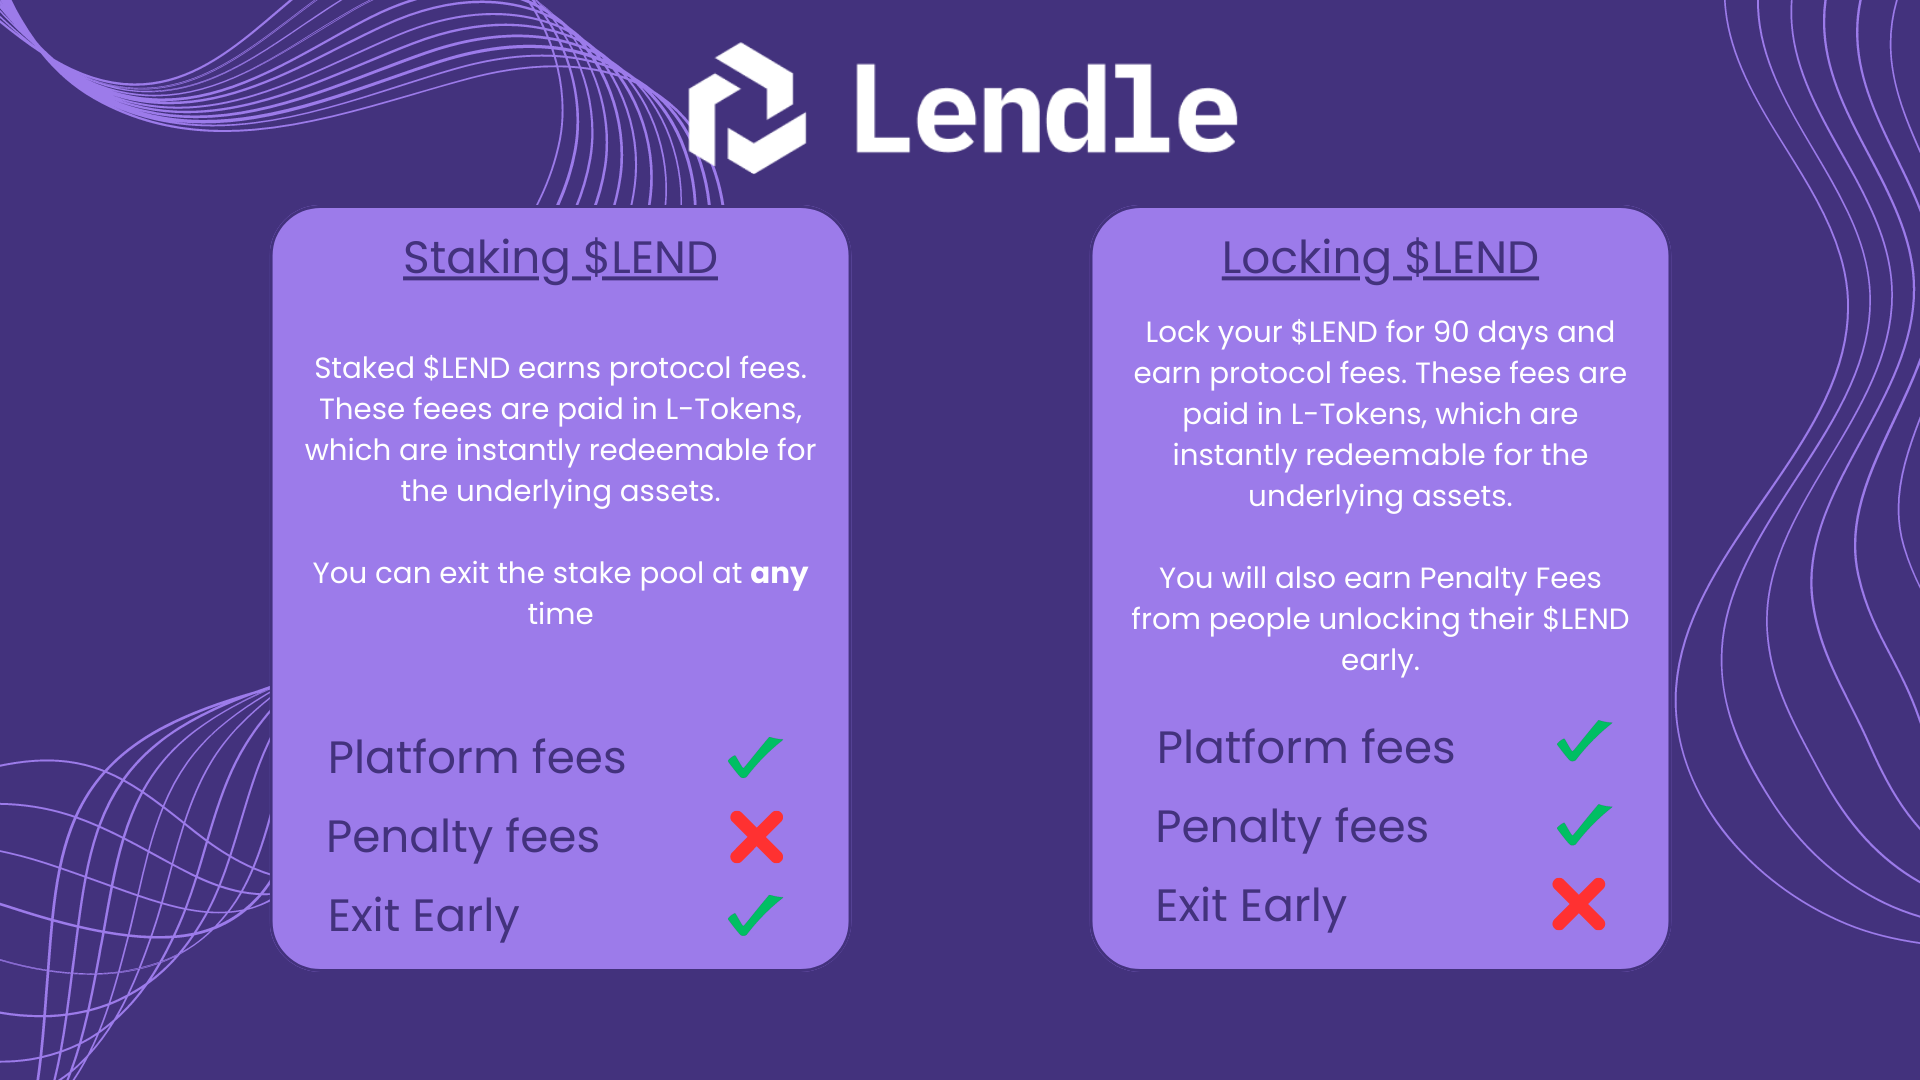 Lendle
Staking $LEND
Staked $LEND earns protocol fees.
These feees are paid in L-Tokens,
which are instantly redeemable for
the underlying assets.
You can exit the stake pool at any
time
Platform fees
Penalty fees
Exit Early
Locking $LEND
Lock your $LEND for 90 days and
earn protocol fees. These fees are
paid in L-Tokens, which are
instantly redeemable for the
underlying assets.
You will also earn Penalty Fees
from people unlocking their $LEND
early.
Platform fees
Penalty fees
Exit Early